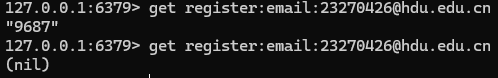 127.0.0.1:6379> get register:email:23270426@hdu.edu.cn
"9687"
127.0.0.1:6379> get register:email:23270426@hdu.edu.cn
(nil)